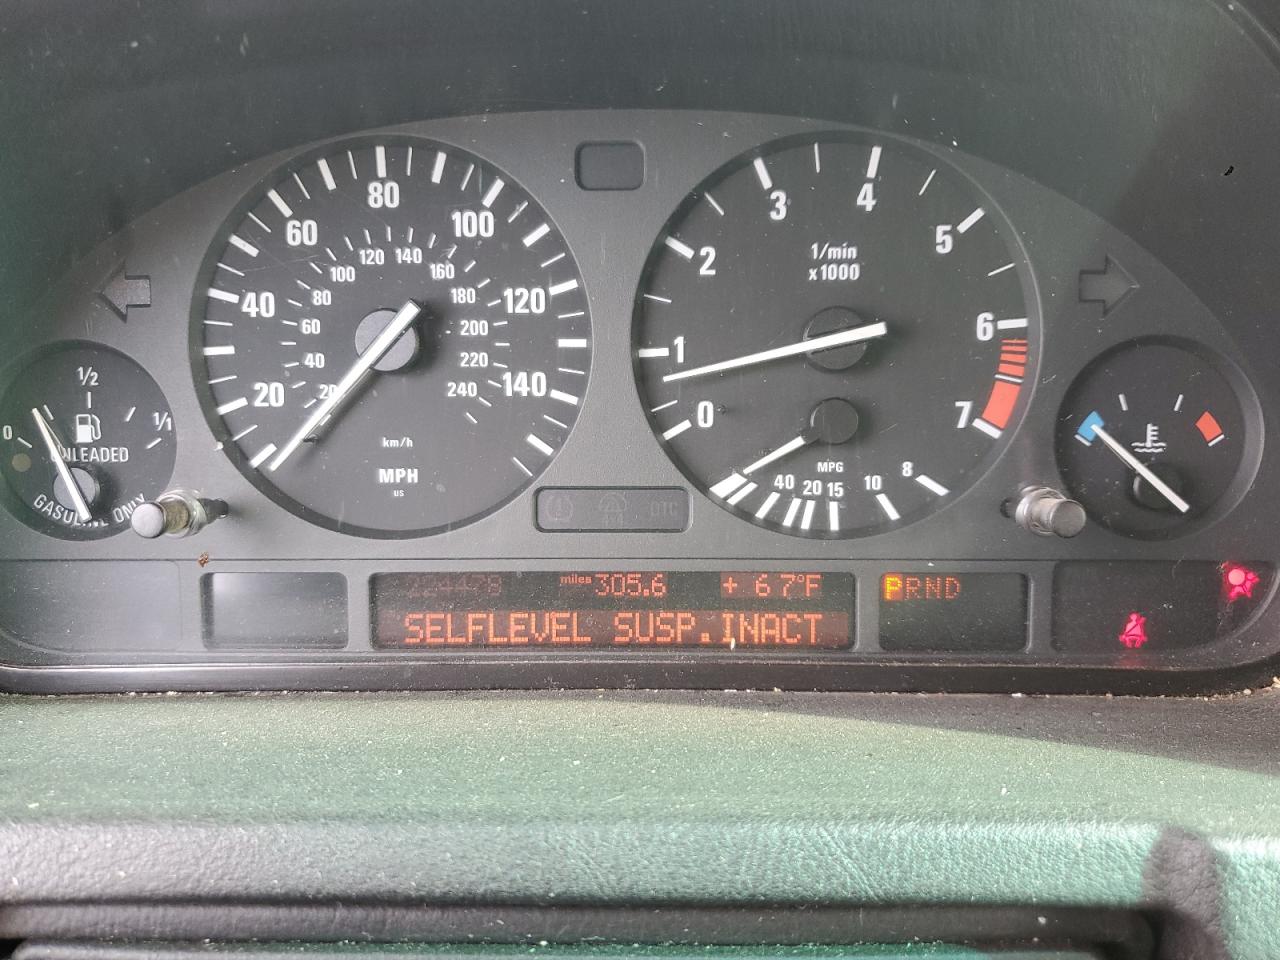 0
1/2
1/1
UNLEADED
GASOLINE ONLY
20
40
60
80
100
120
140
20
40
60
80
100
120
140
160
180
200
220
240
km/h
MPH
US
0
1
2
3
4
5
6
7
1/min
x1000
MPG
40 20 15 10 8
DTC
224478 miles 305.6 + 67°F
SELFLEVEL SUSP.INACT
PRND